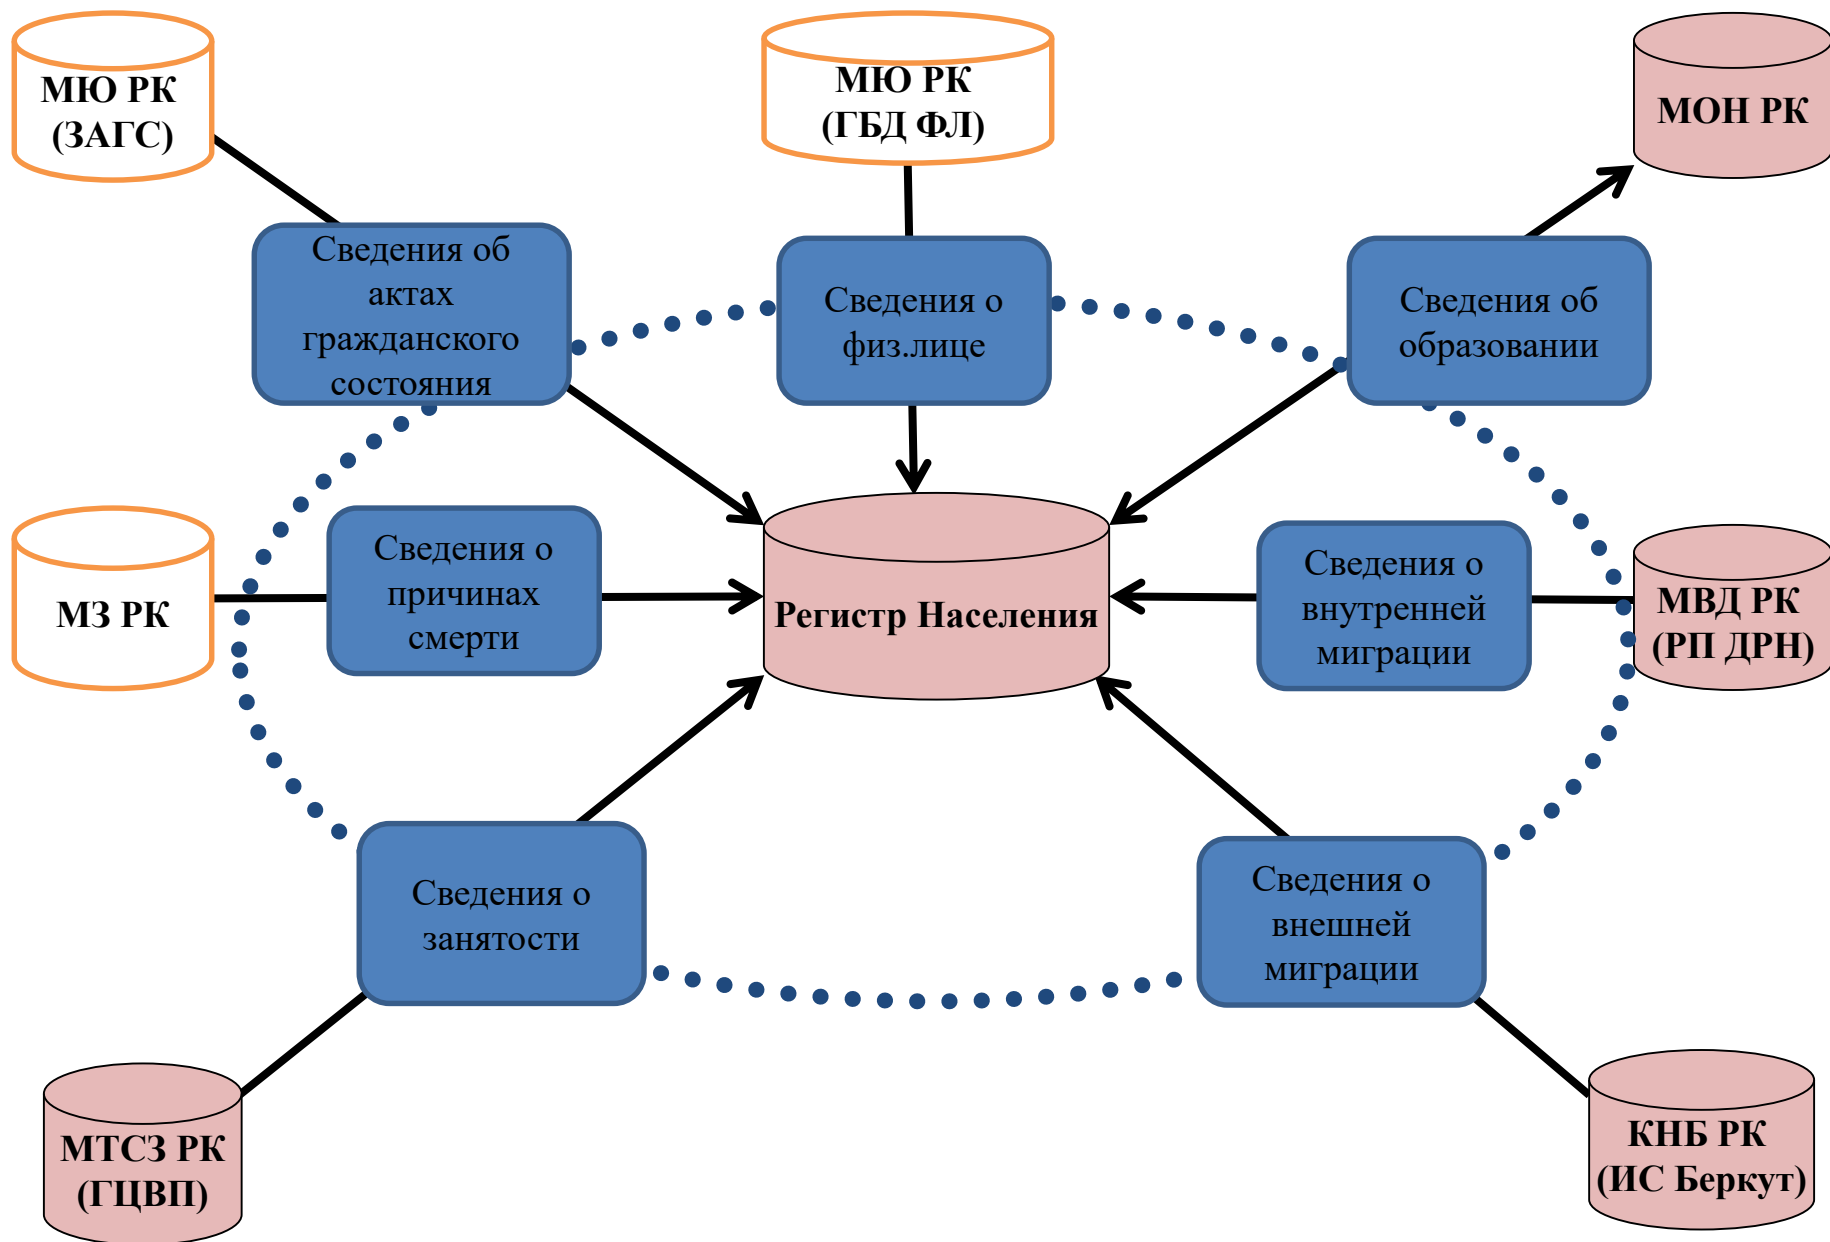 МЮ РК
(ЗАГС)
МЮ РК
(ГБД ФЛ)
МОН РК
Сведения об
актах
гражданского
состояния
Сведения о
физ.лице
Сведения об
образовании
МЗ РК
Сведения о
причинах
смерти
Регистр Населения
Сведения о
внутренней
миграции
МВД РК
(РП ДРН)
Сведения о
занятости
Сведения о
внешней
миграции
МТСЗ РК
(ГЦВП)
КНБ РК
(ИС Беркут)